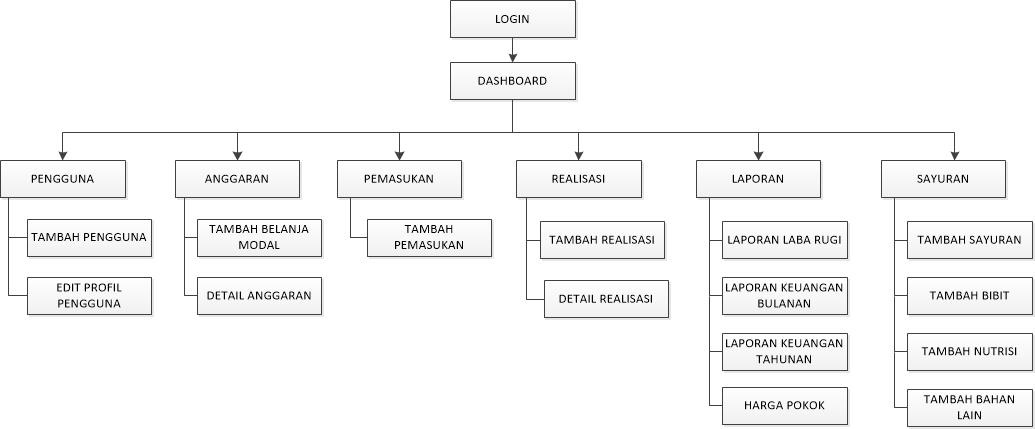 LOGIN
DASHBOARD
PENGGUNA
TAMBAH PENGGUNA
EDIT PROFIL
PENGGUNA
ANGGARAN
TAMBAH BELANJA
MODAL
DETAIL ANGGARAN
PEMASUKAN
TAMBAH
PEMASUKAN
REALISASI
TAMBAH REALISASI
DETAIL REALISASI
LAPORAN
LAPORAN LABA RUGI
LAPORAN KEUANGAN
BULANAN
LAPORAN KEUANGAN
TAHUNAN
HARGA POKOK
SAYURAN
TAMBAH SAYURAN
TAMBAH BIBIT
TAMBAH NUTRISI
TAMBAH BAHAN
LAIN